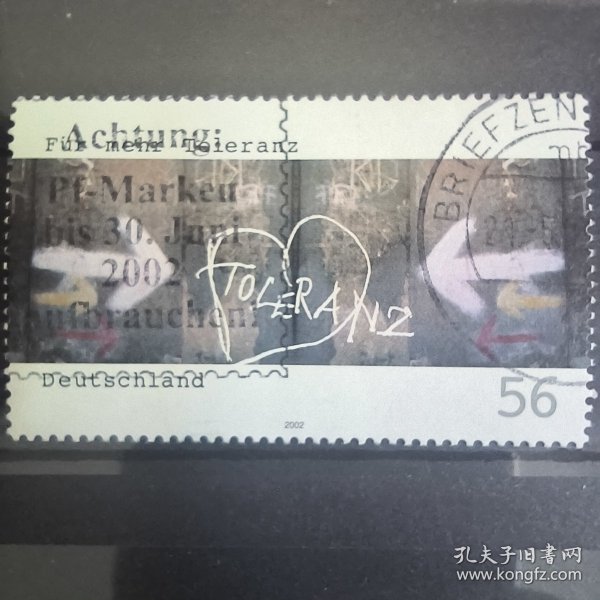 Achtung:
Für mehr Toleranz
Pf-Marken
bis 30. Juni
2002
aufbrauchen!
TOLERANZ
BRIEFZEN
Deutschland
56
2002
孔夫子旧书网
www.kongfz.com